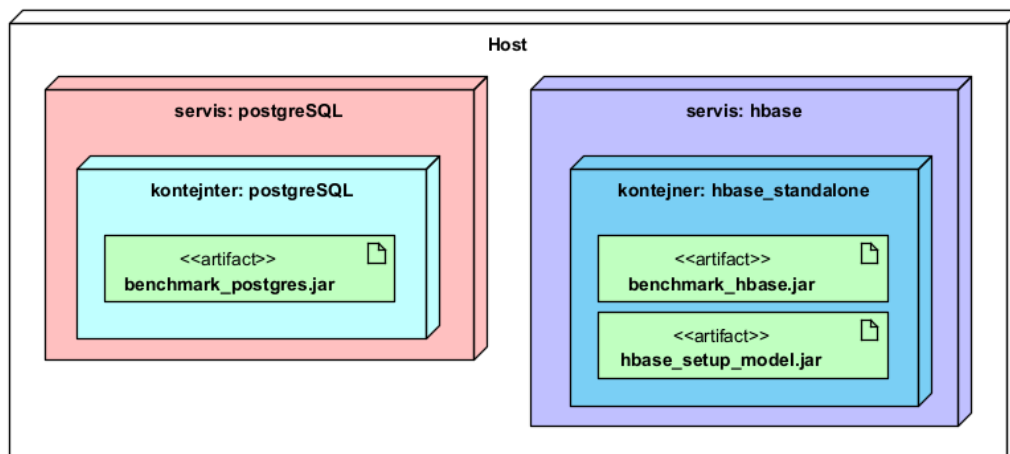 Host
servis: postgreSQL
kontejnter: postgreSQL
<<artifact>>
benchmark_postgres.jar
servis: hbase
kontejner: hbase_standalone
<<artifact>>
benchmark_hbase.jar
<<artifact>>
hbase_setup_model.jar